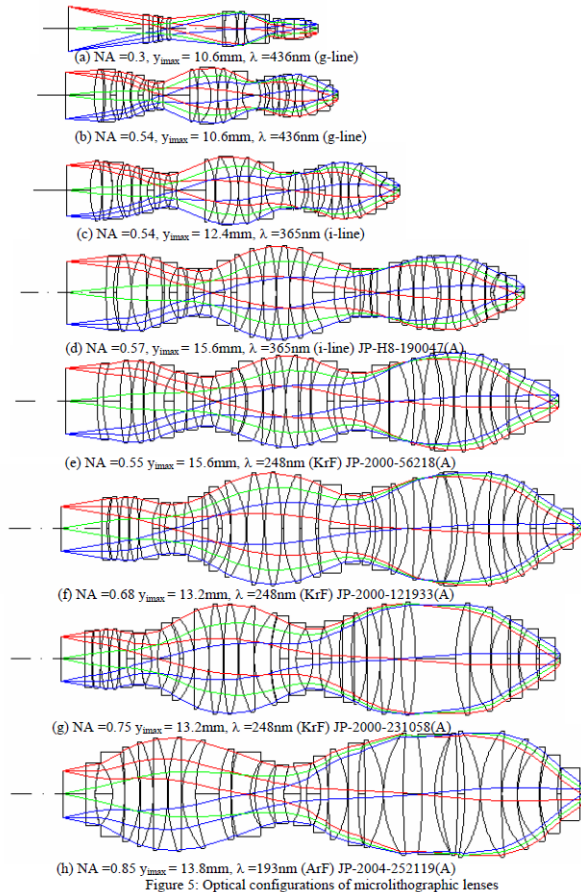 (a) NA =0.3, yimax = 10.6mm, λ =436nm (g-line)
(b) NA =0.54, yimax = 10.6mm, λ =436nm (g-line)
(c) NA =0.54, yimax = 12.4mm, λ =365nm (i-line)
(d) NA =0.57, yimax = 15.6mm, λ =365nm (i-line) JP-H8-190047(A)
(e) NA =0.55 yimax = 15.6mm, λ =248nm (KrF) JP-2000-56218(A)
(f) NA =0.68 yimax = 13.2mm, λ =248nm (KrF) JP-2000-121933(A)
(g) NA =0.75 yimax = 13.2mm, λ =248nm (KrF) JP-2000-231058(A)
(h) NA =0.85 yimax = 13.8mm, λ =193nm (ArF) JP-2004-252119(A)
Figure 5: Optical configurations of microlithographic lenses